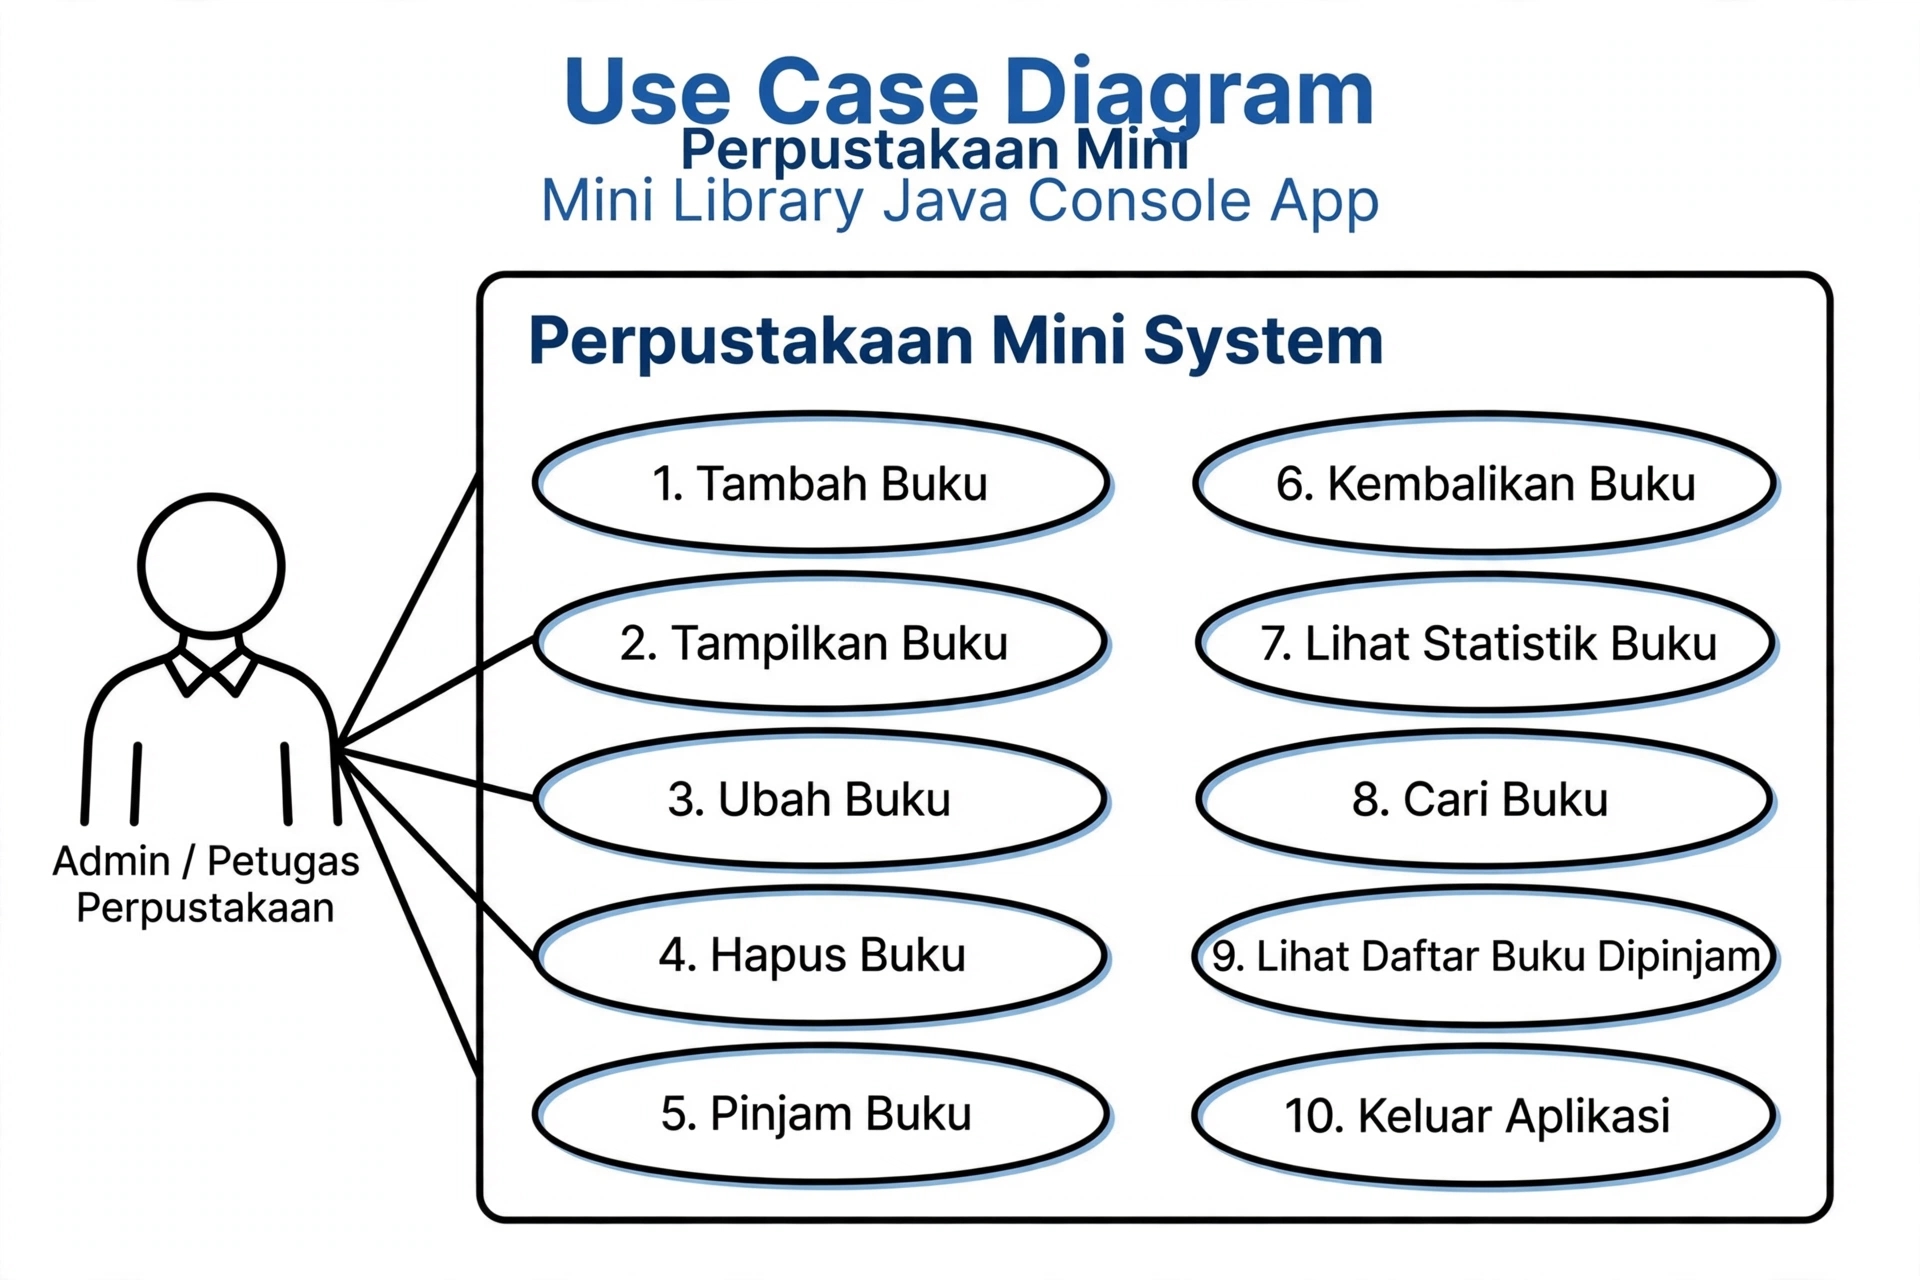 Use Case Diagram
Perpustakaan Mini
Mini Library Java Console App
Perpustakaan Mini System
1. Tambah Buku
2. Tampilkan Buku
3. Ubah Buku
4. Hapus Buku
5. Pinjam Buku
6. Kembalikan Buku
7. Lihat Statistik Buku
8. Cari Buku
9. Lihat Daftar Buku Dipinjam
10. Keluar Aplikasi
Admin / Petugas
Perpustakaan